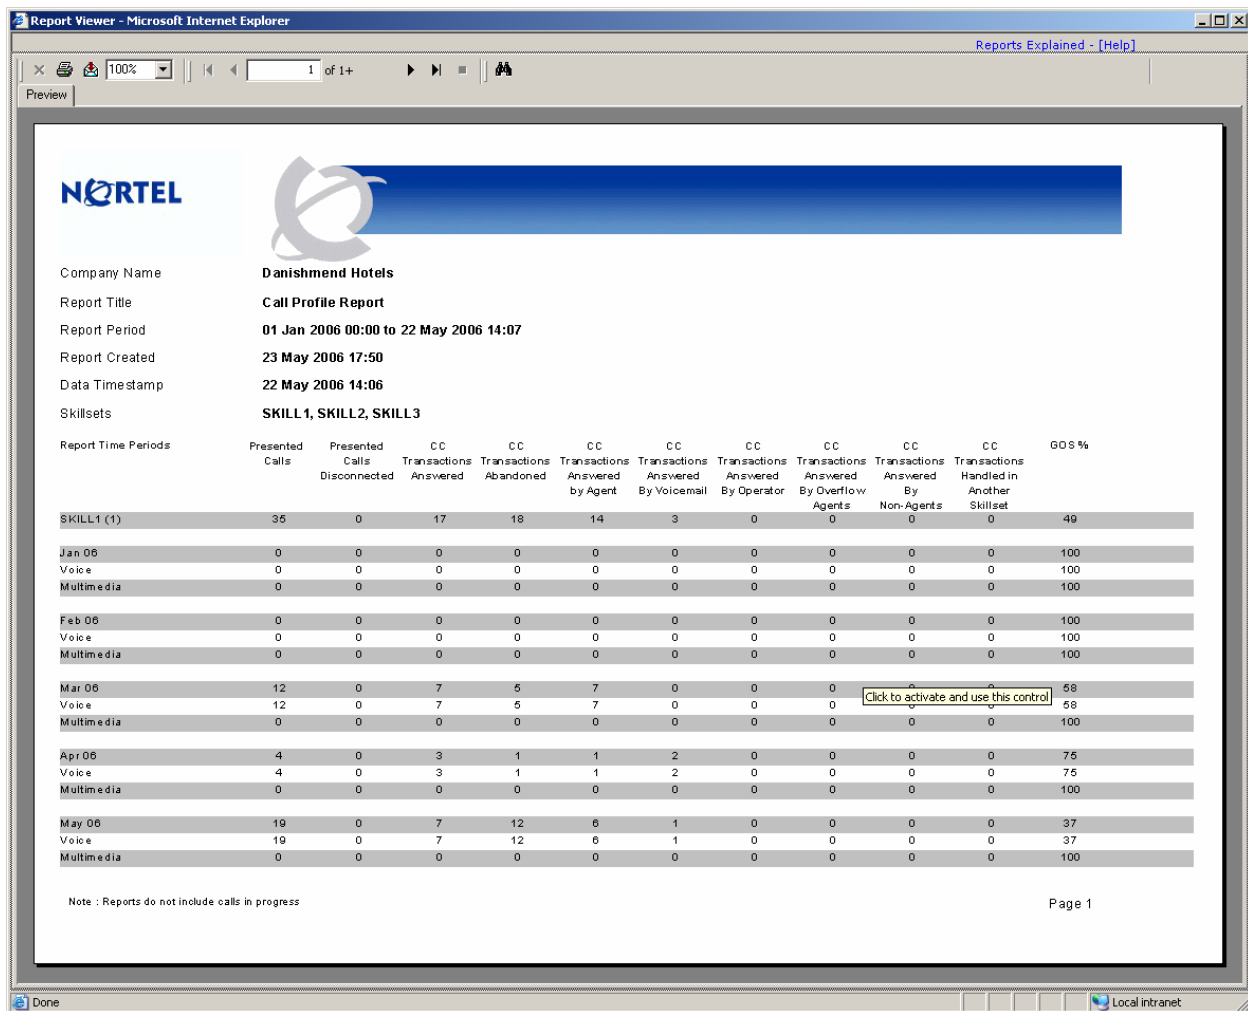 Report Viewer - Microsoft Internet Explorer
Reports Explained - [Help]
100% 1 of 1+
Preview
NORTEL
Company Name Danishmend Hotels
Report Title Call Profile Report
Report Period 01 Jan 2006 00:00 to 22 May 2006 14:07
Report Created 23 May 2006 17:50
Data Timestamp 22 May 2006 14:06
Skillsets SKILL1, SKILL2, SKILL3
Report Time Periods Presented Presented CC CC CC CC CC CC CC CC GOS %
Calls Calls Transactions Transactions Transactions Transactions Transactions Transactions Transactions Transactions
Disconnected Answered Abandoned Answered Answered Answered Answered Answered Handled in
by Agent By Voicemail By Operator By Overflow By Another
Agents Non-Agents Skillset
SKILL1 (1) 35 0 17 18 14 3 0 0 0 0 49
Jan 06 0 0 0 0 0 0 0 0 0 0 100
Voice 0 0 0 0 0 0 0 0 0 0 100
Multimedia 0 0 0 0 0 0 0 0 0 0 100
Feb 06 0 0 0 0 0 0 0 0 0 0 100
Voice 0 0 0 0 0 0 0 0 0 0 100
Multimedia 0 0 0 0 0 0 0 0 0 0 100
Mar 06 12 0 7 5 7 0 0 0 58
Click to activate and use this control
Voice 12 0 7 5 7 0 0 0 58
Multimedia 0 0 0 0 0 0 0 0 0 0 100
Apr 06 4 0 3 1 1 2 0 0 0 0 75
Voice 4 0 3 1 1 2 0 0 0 0 75
Multimedia 0 0 0 0 0 0 0 0 0 0 100
May 06 19 0 7 12 6 1 0 0 0 0 37
Voice 19 0 7 12 6 1 0 0 0 0 37
Multimedia 0 0 0 0 0 0 0 0 0 0 100
Note : Reports do not include calls in progress
Page 1
Done
Local intranet